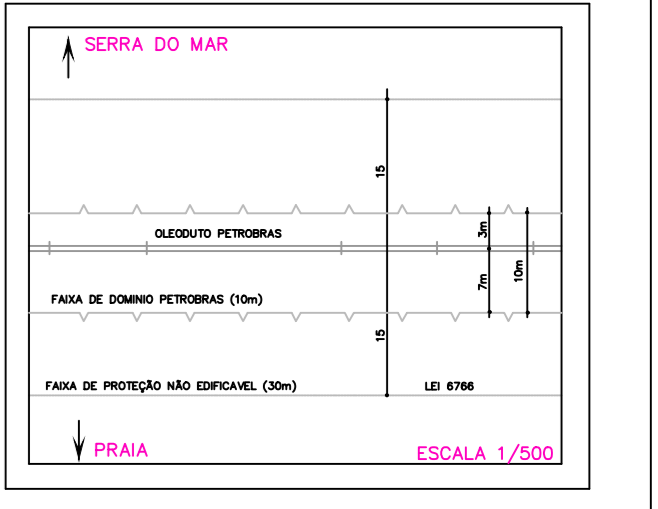 SERRA DO MAR
15
OLEODUTO PETROBRAS
3m
7m
10m
FAIXA DE DOMINIO PETROBRAS (10m)
15
FAIXA DE PROTEÇÃO NÃO EDIFICAVEL (30m)
LEI 6766
PRAIA
ESCALA 1/500